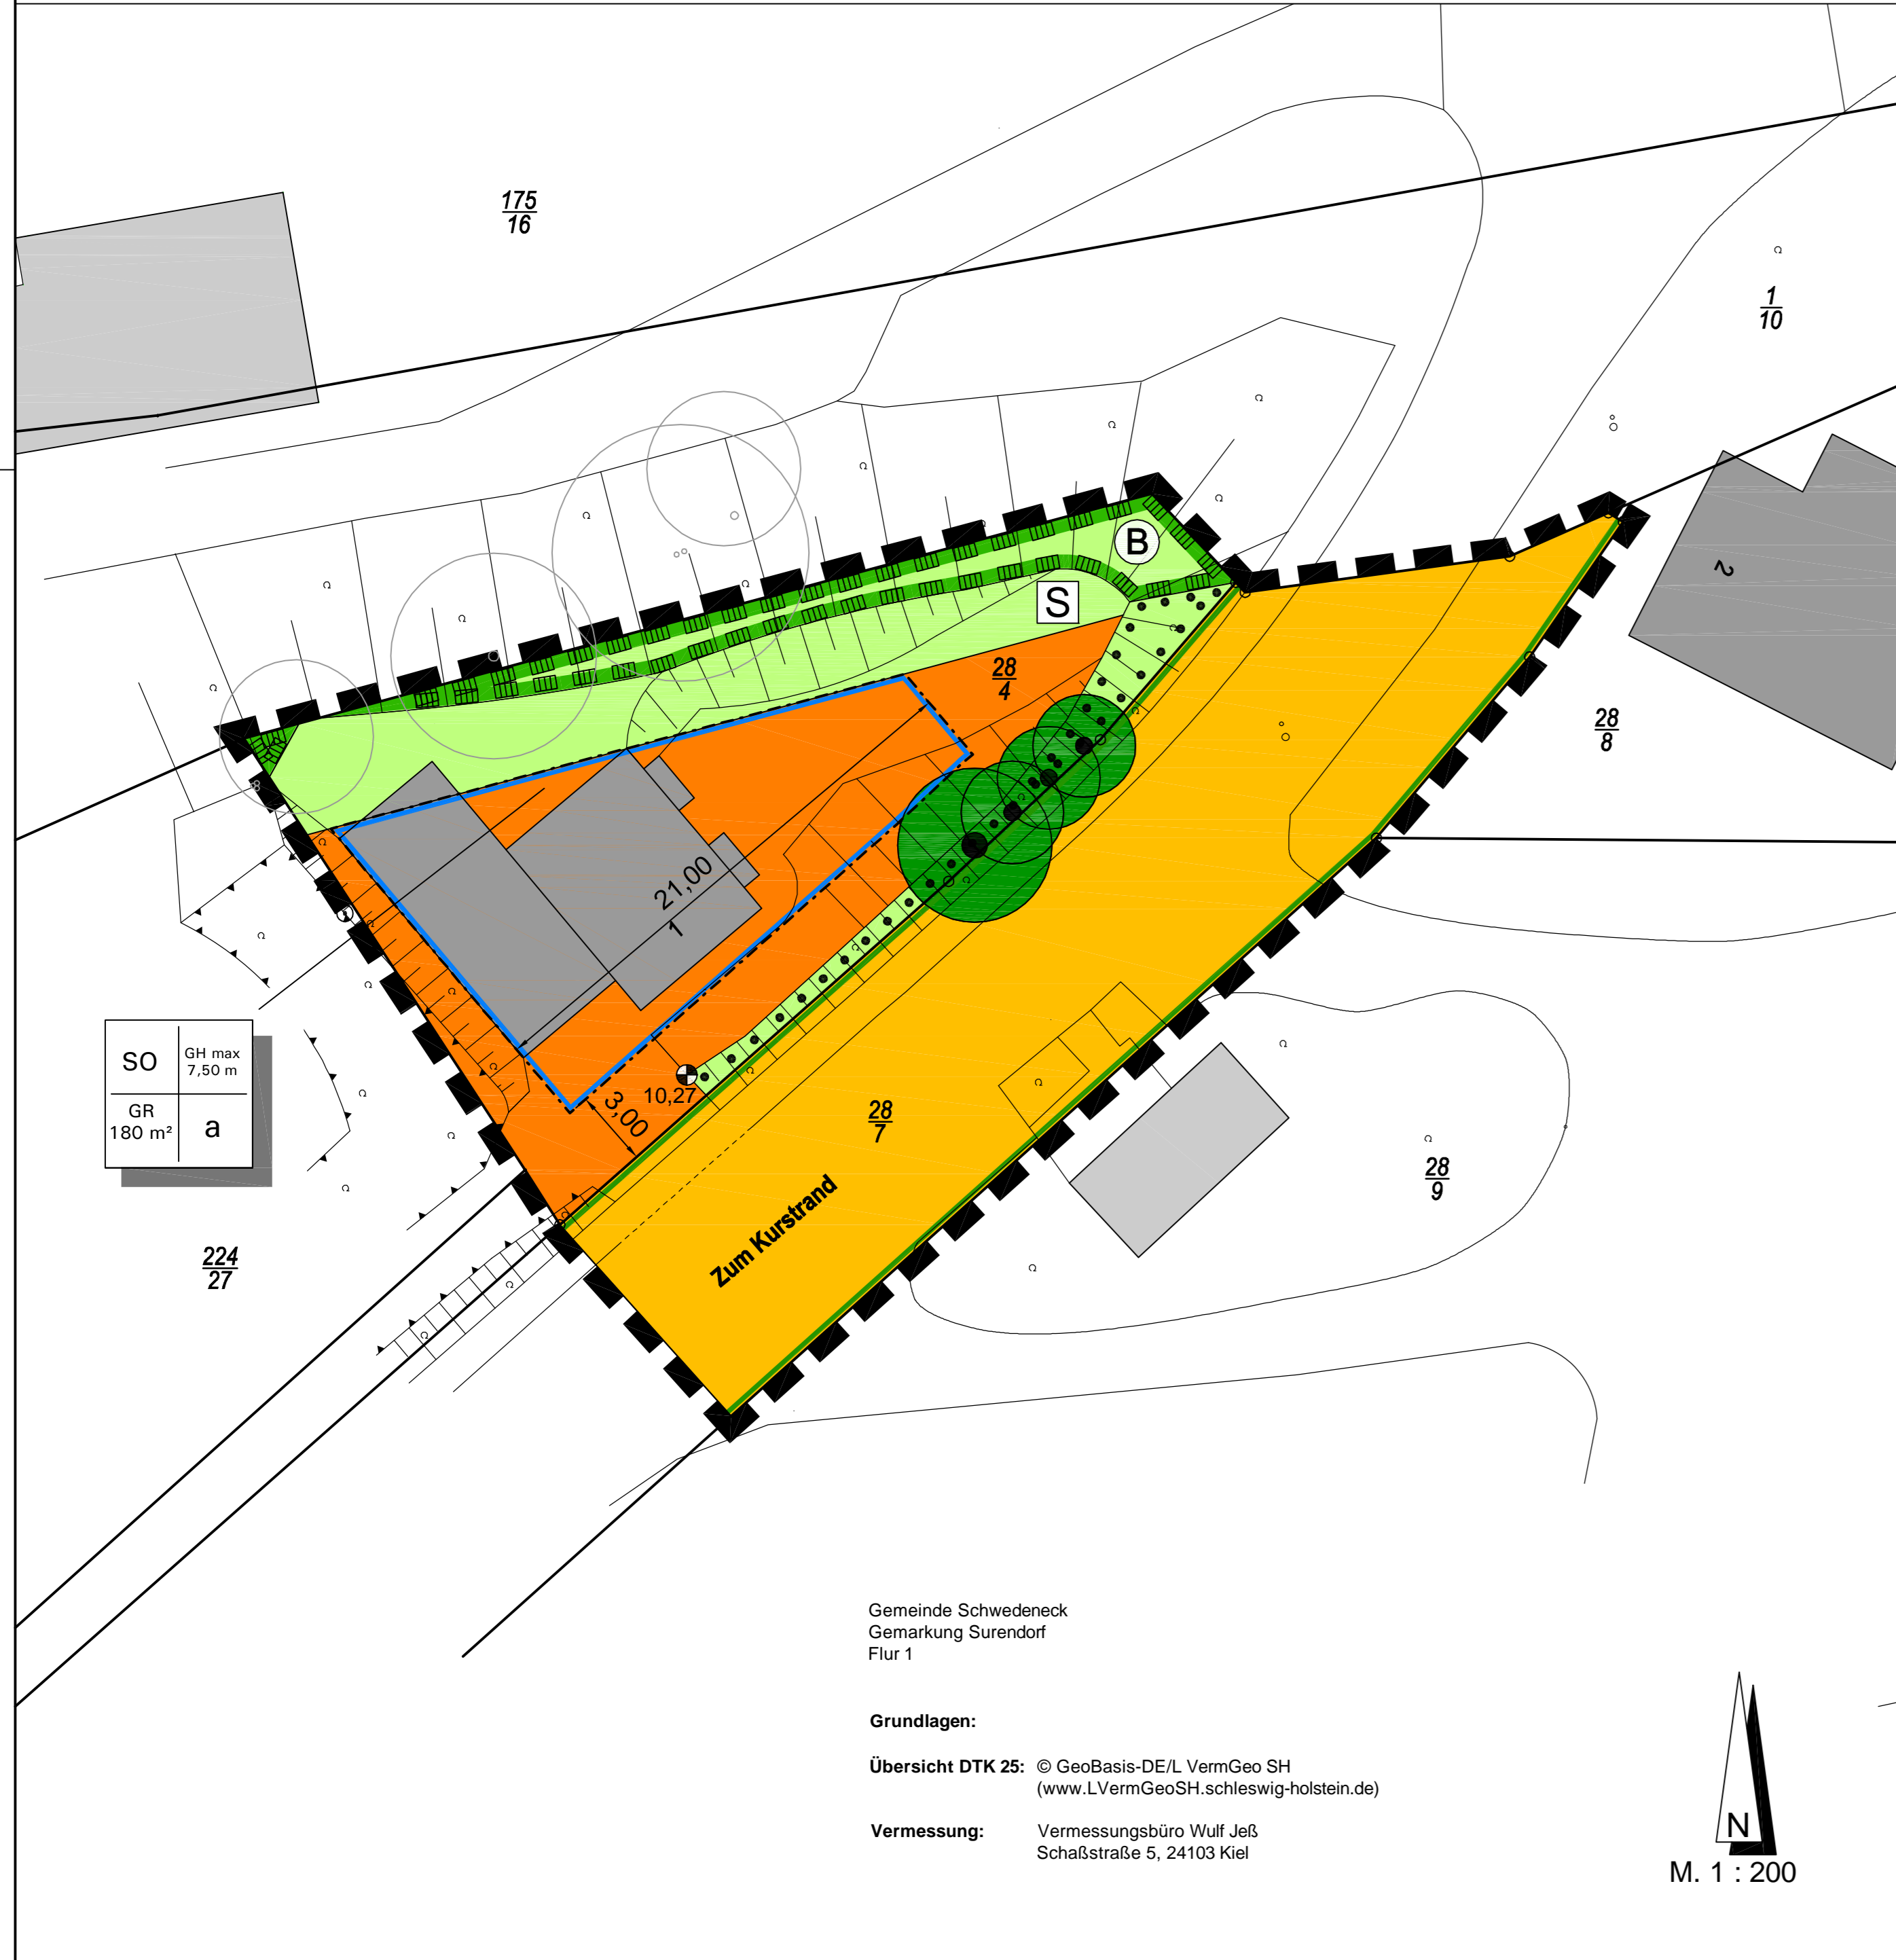 175
16
1
10
B
S
28
4
2
28
8
21,00
1
SO
GH max
7,50 m
GR
180 m²
a
10,27
3,00
28
7
28
9
Zum Kurstrand
224
27
Gemeinde Schwedeneck
Gemarkung Surendorf
Flur 1
Grundlagen:
Übersicht DTK 25: © GeoBasis-DE/L VermGeo SH
(www.LVermGeoSH.schleswig-holstein.de)
Vermessung: Vermessungsbüro Wulf Jeß
Schaßstraße 5, 24103 Kiel
N
M. 1 : 200